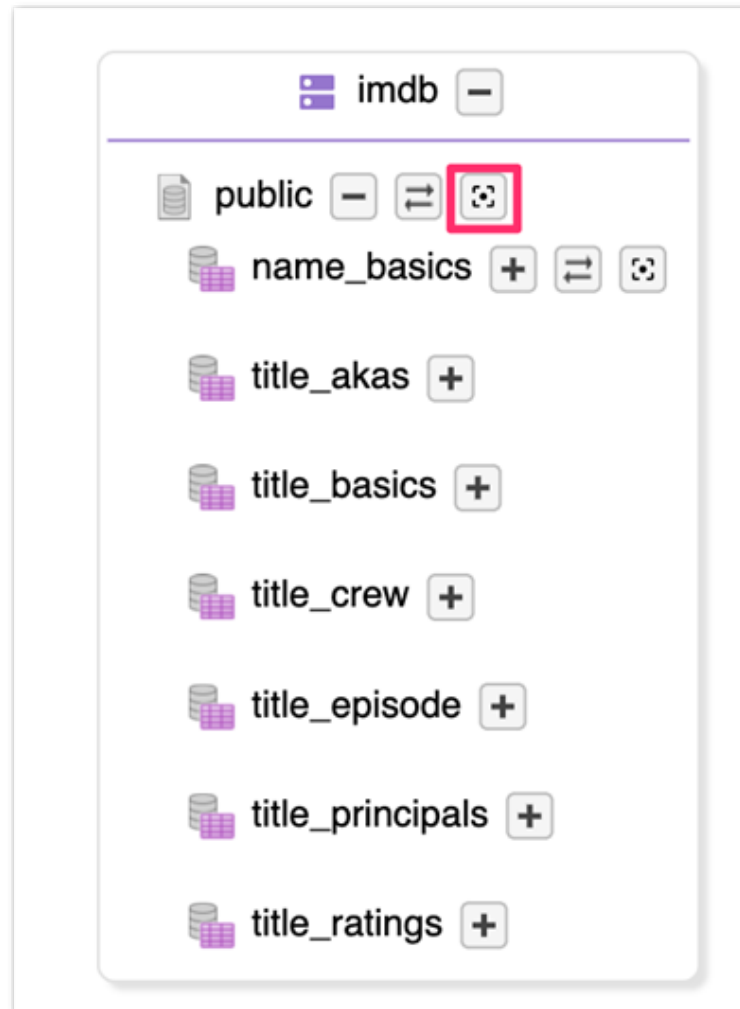 imdb
public
name_basics
title_akas
title_basics
title_crew
title_episode
title_principals
title_ratings